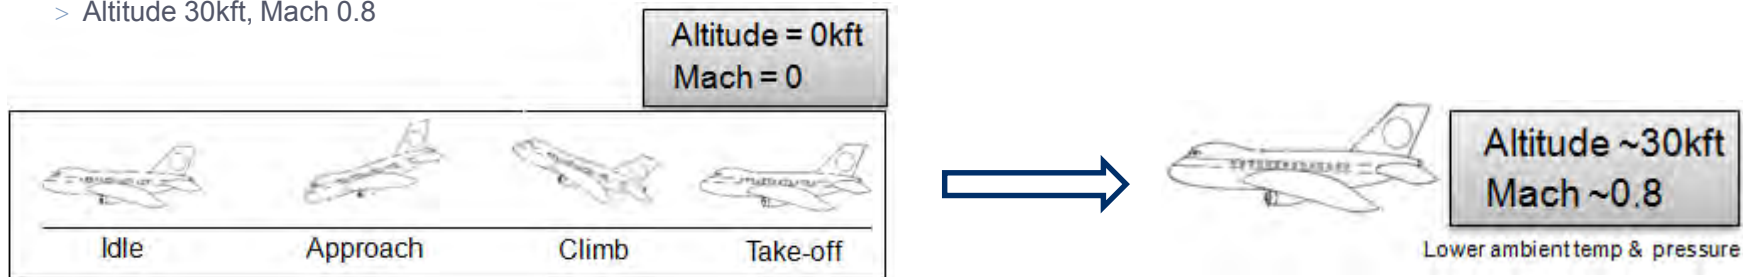 > Altitude 30kft, Mach 0.8
Altitude = 0kft
Mach = 0
Idle
Approach
Climb
Take-off
Altitude ~30kft
Mach ~0.8
Lower ambient temp & pressure